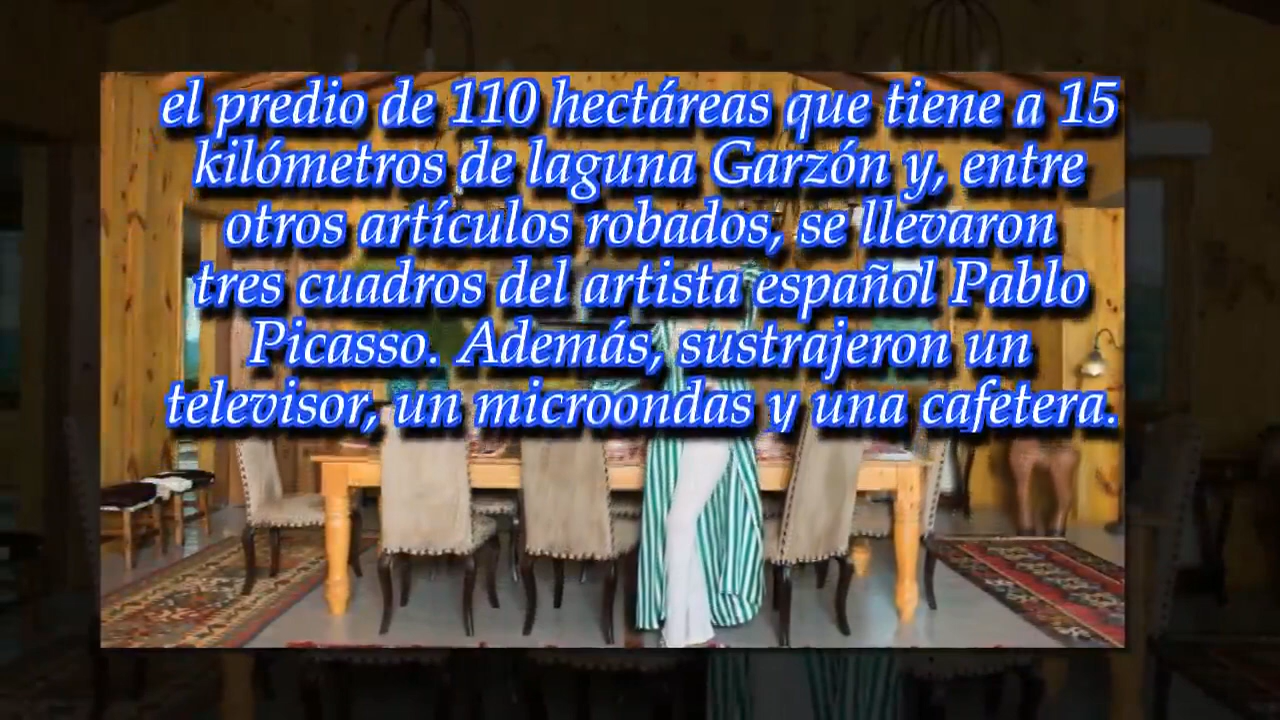 el predio de 110 hectáreas que tiene a 15
kilómetros de laguna Garzón y, entre
otros artículos robados, se llevaron
tres cuadros del artista español Pablo
Picasso. Además, sustrajeron un
televisor, un microondas y una cafetera.